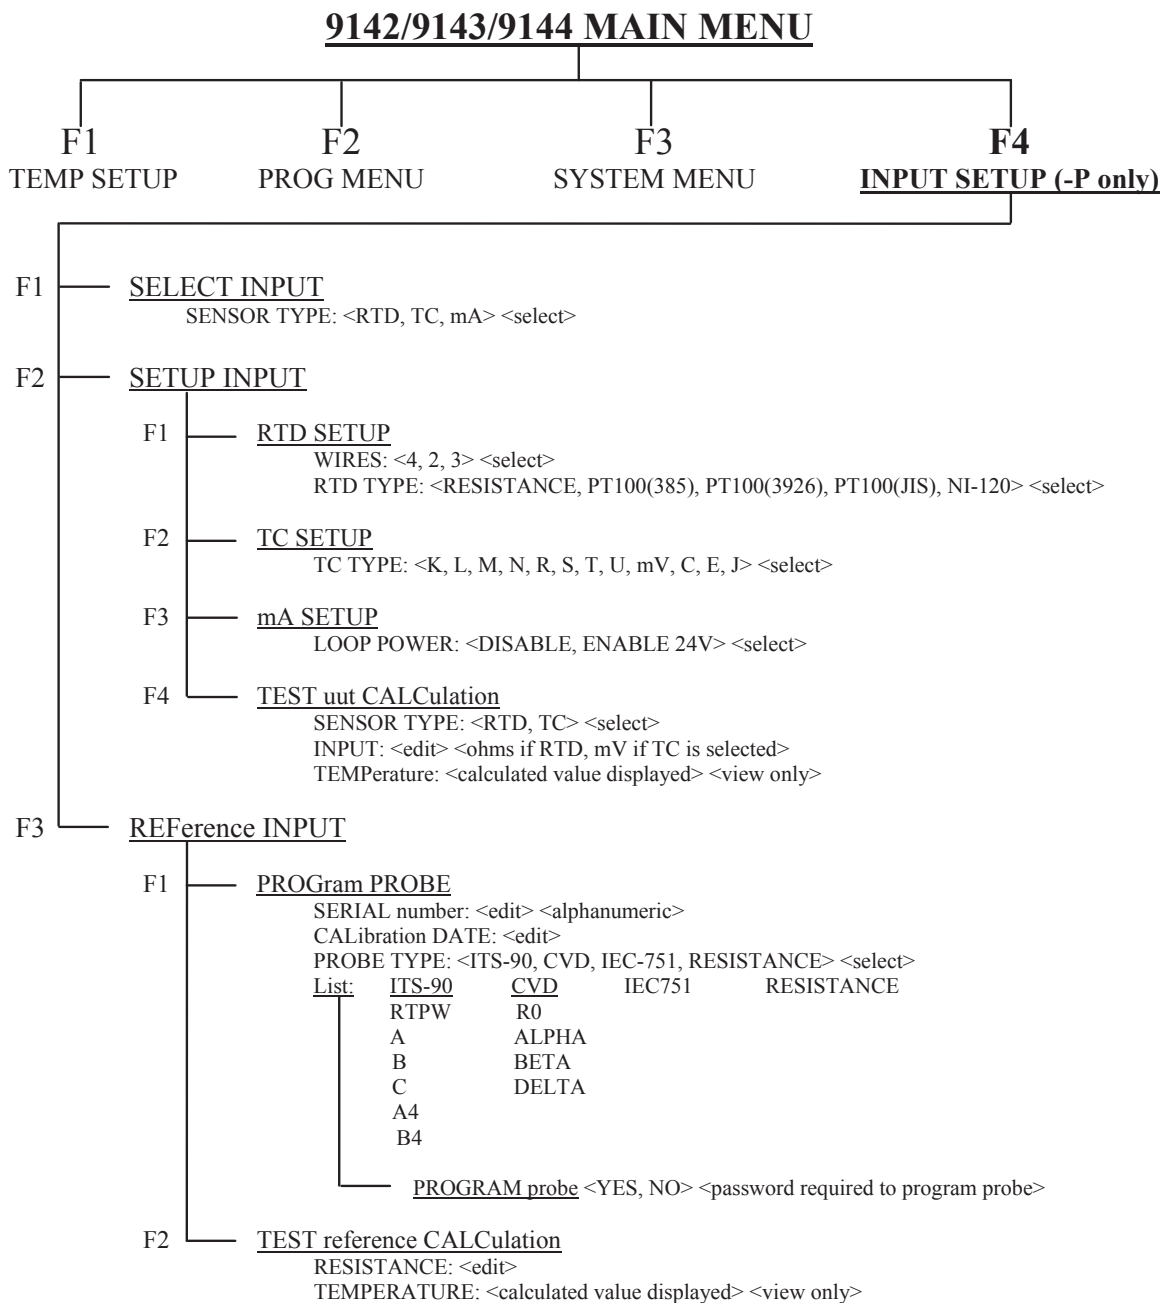 9142/9143/9144 MAIN MENU
F1 F2 F3 F4
TEMP SETUP PROG MENU SYSTEM MENU INPUT SETUP (-P only)
F1 SELECT INPUT
SENSOR TYPE: <RTD, TC, mA> <select>
F2 SETUP INPUT
F1 RTD SETUP
WIRES: <4, 2, 3> <select>
RTD TYPE: <RESISTANCE, PT100(385), PT100(3926), PT100(JIS), NI-120> <select>
F2 TC SETUP
TC TYPE: <K, L, M, N, R, S, T, U, mV, C, E, J> <select>
F3 mA SETUP
LOOP POWER: <DISABLE, ENABLE 24V> <select>
F4 TEST uut CALCulation
SENSOR TYPE: <RTD, TC> <select>
INPUT: <edit> <ohms if RTD, mV if TC is selected>
TEMPerature: <calculated value displayed> <view only>
F3 REFerence INPUT
F1 PROGram PROBE
SERIAL number: <edit> <alphanumeric>
CALibration DATE: <edit>
PROBE TYPE: <ITS-90, CVD, IEC-751, RESISTANCE> <select>
List: ITS-90 CVD IEC751 RESISTANCE
RTPW R0
A ALPHA
B BETA
C DELTA
A4
B4
PROGRAM probe <YES, NO> <password required to program probe>
F2 TEST reference CALCulation
RESISTANCE: <edit>
TEMPERATURE: <calculated value displayed> <view only>